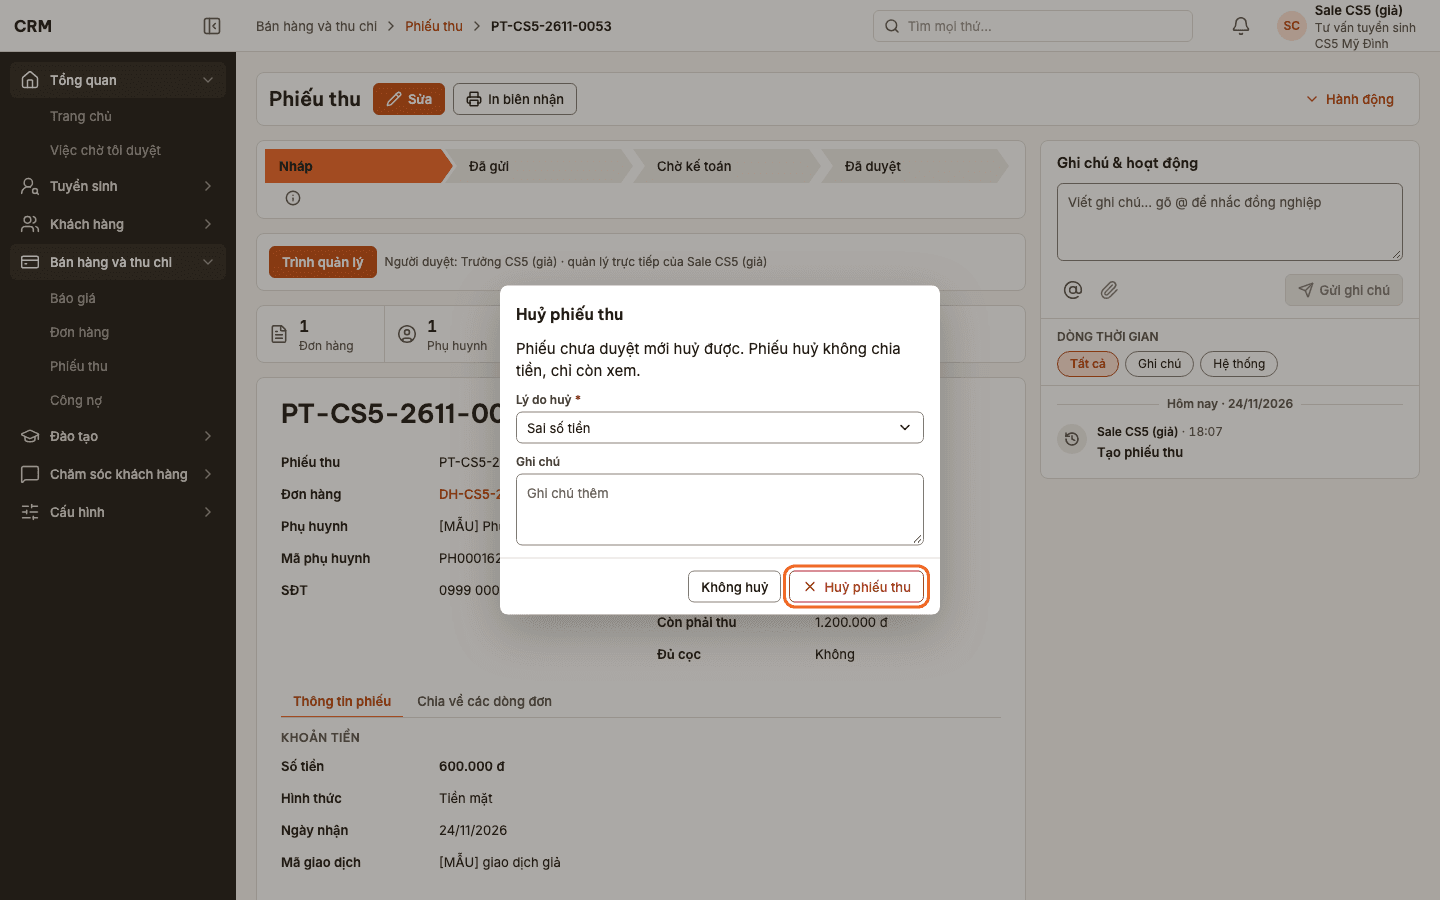 CRM
Bán hàng và thu chi
Phiếu thu
PT-CS5-2611-0053
Tìm mọi thứ...
SC
Sale CS5 (giả)
Tư vấn tuyển sinh
CS5 Mỹ Đình
Tổng quan
Trang chủ
Việc chờ tôi duyệt
Tuyển sinh
Khách hàng
Bán hàng và thu chi
Báo giá
Đơn hàng
Phiếu thu
Công nợ
Đào tạo
Chăm sóc khách hàng
Cấu hình
Phiếu thu
Sửa
In biên nhận
Hành động
Nháp
Đã gửi
Chờ kế toán
Đã duyệt
Trình quản lý
Người duyệt: Trưởng CS5 (giả) · quản lý trực tiếp của Sale CS5 (giả)
1
Đơn hàng
1
Phụ huynh
PT-CS5-2611-00
Phiếu thu
PT-CS5-2
Đơn hàng
DH-CS5-2
Phụ huynh
[MẪU] Ph
Mã phụ huynh
PH000162
SĐT
0999 000
Còn phải thu
1.200.000 đ
Đủ cọc
Không
Thông tin phiếu
Chia về các dòng đơn
KHOẢN TIỀN
Số tiền
600.000 đ
Hình thức
Tiền mặt
Ngày nhận
24/11/2026
Mã giao dịch
[MẪU] giao dịch giả
Huỷ phiếu thu
Phiếu chưa duyệt mới huỷ được. Phiếu huỷ không chia
tiền, chỉ còn xem.
Lý do huỷ *
Sai số tiền
Ghi chú
Ghi chú thêm
Không huỷ
Huỷ phiếu thu
Ghi chú & hoạt động
Viết ghi chú... gõ @ để nhắc đồng nghiệp
Gửi ghi chú
DÒNG THỜI GIAN
Tất cả
Ghi chú
Hệ thống
Hôm nay · 24/11/2026
Sale CS5 (giả) · 18:07
Tạo phiếu thu